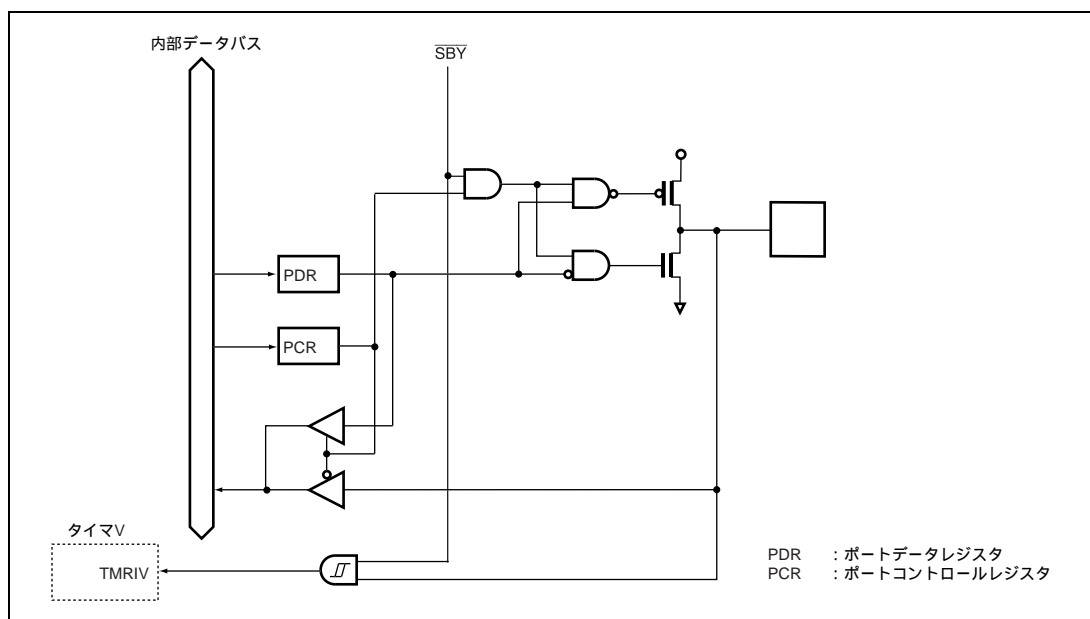 内部データバス
SBY
PDR
PCR
タイマV
TMRIV
PDR : ポートデータレジスタ
PCR : ポートコントロールレジスタ